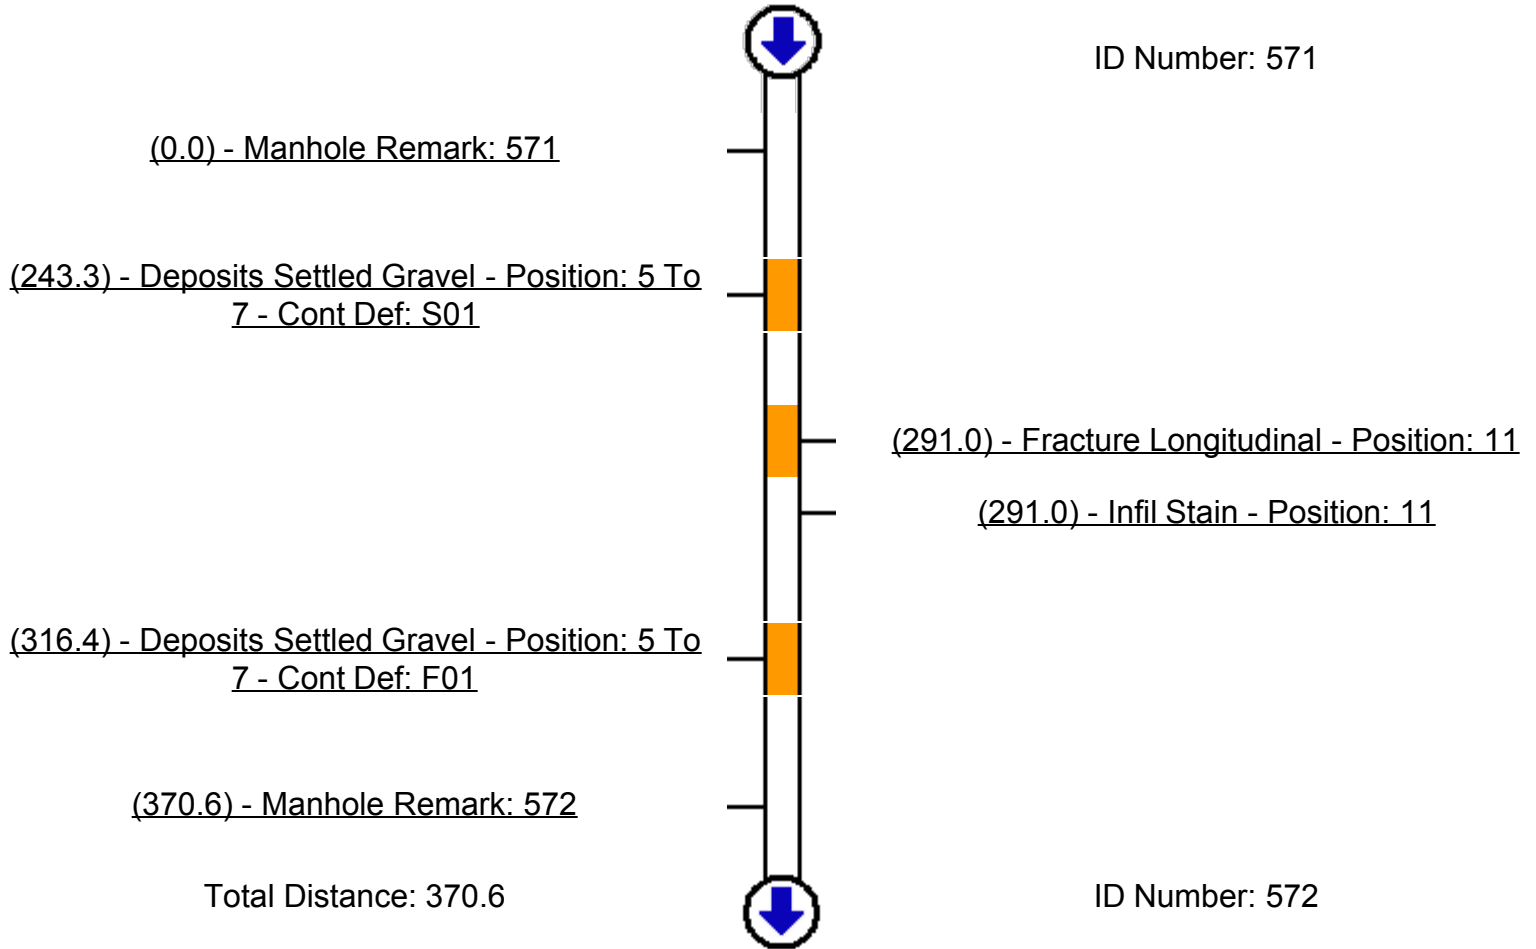 ID Number: 571
(0.0) - Manhole Remark: 571
(243.3) - Deposits Settled Gravel - Position: 5 To
7 - Cont Def: S01
(291.0) - Fracture Longitudinal - Position: 11
(291.0) - Infil Stain - Position: 11
(316.4) - Deposits Settled Gravel - Position: 5 To
7 - Cont Def: F01
(370.6) - Manhole Remark: 572
Total Distance: 370.6
ID Number: 572